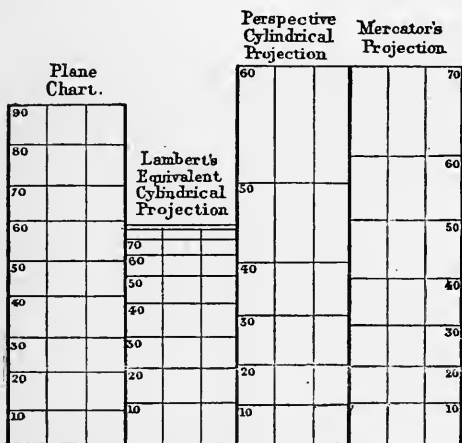 Plane
Chart.
90
80
70
60
50
40
30
20
10
Lambert's
Equivalent
Cylindrical
Projection
70
60
50
40
30
20
10
Perspective
Cylindrical
Projection
60
50
40
30
20
10
Mercator's
Projection
70
60
50
40
30
20
10